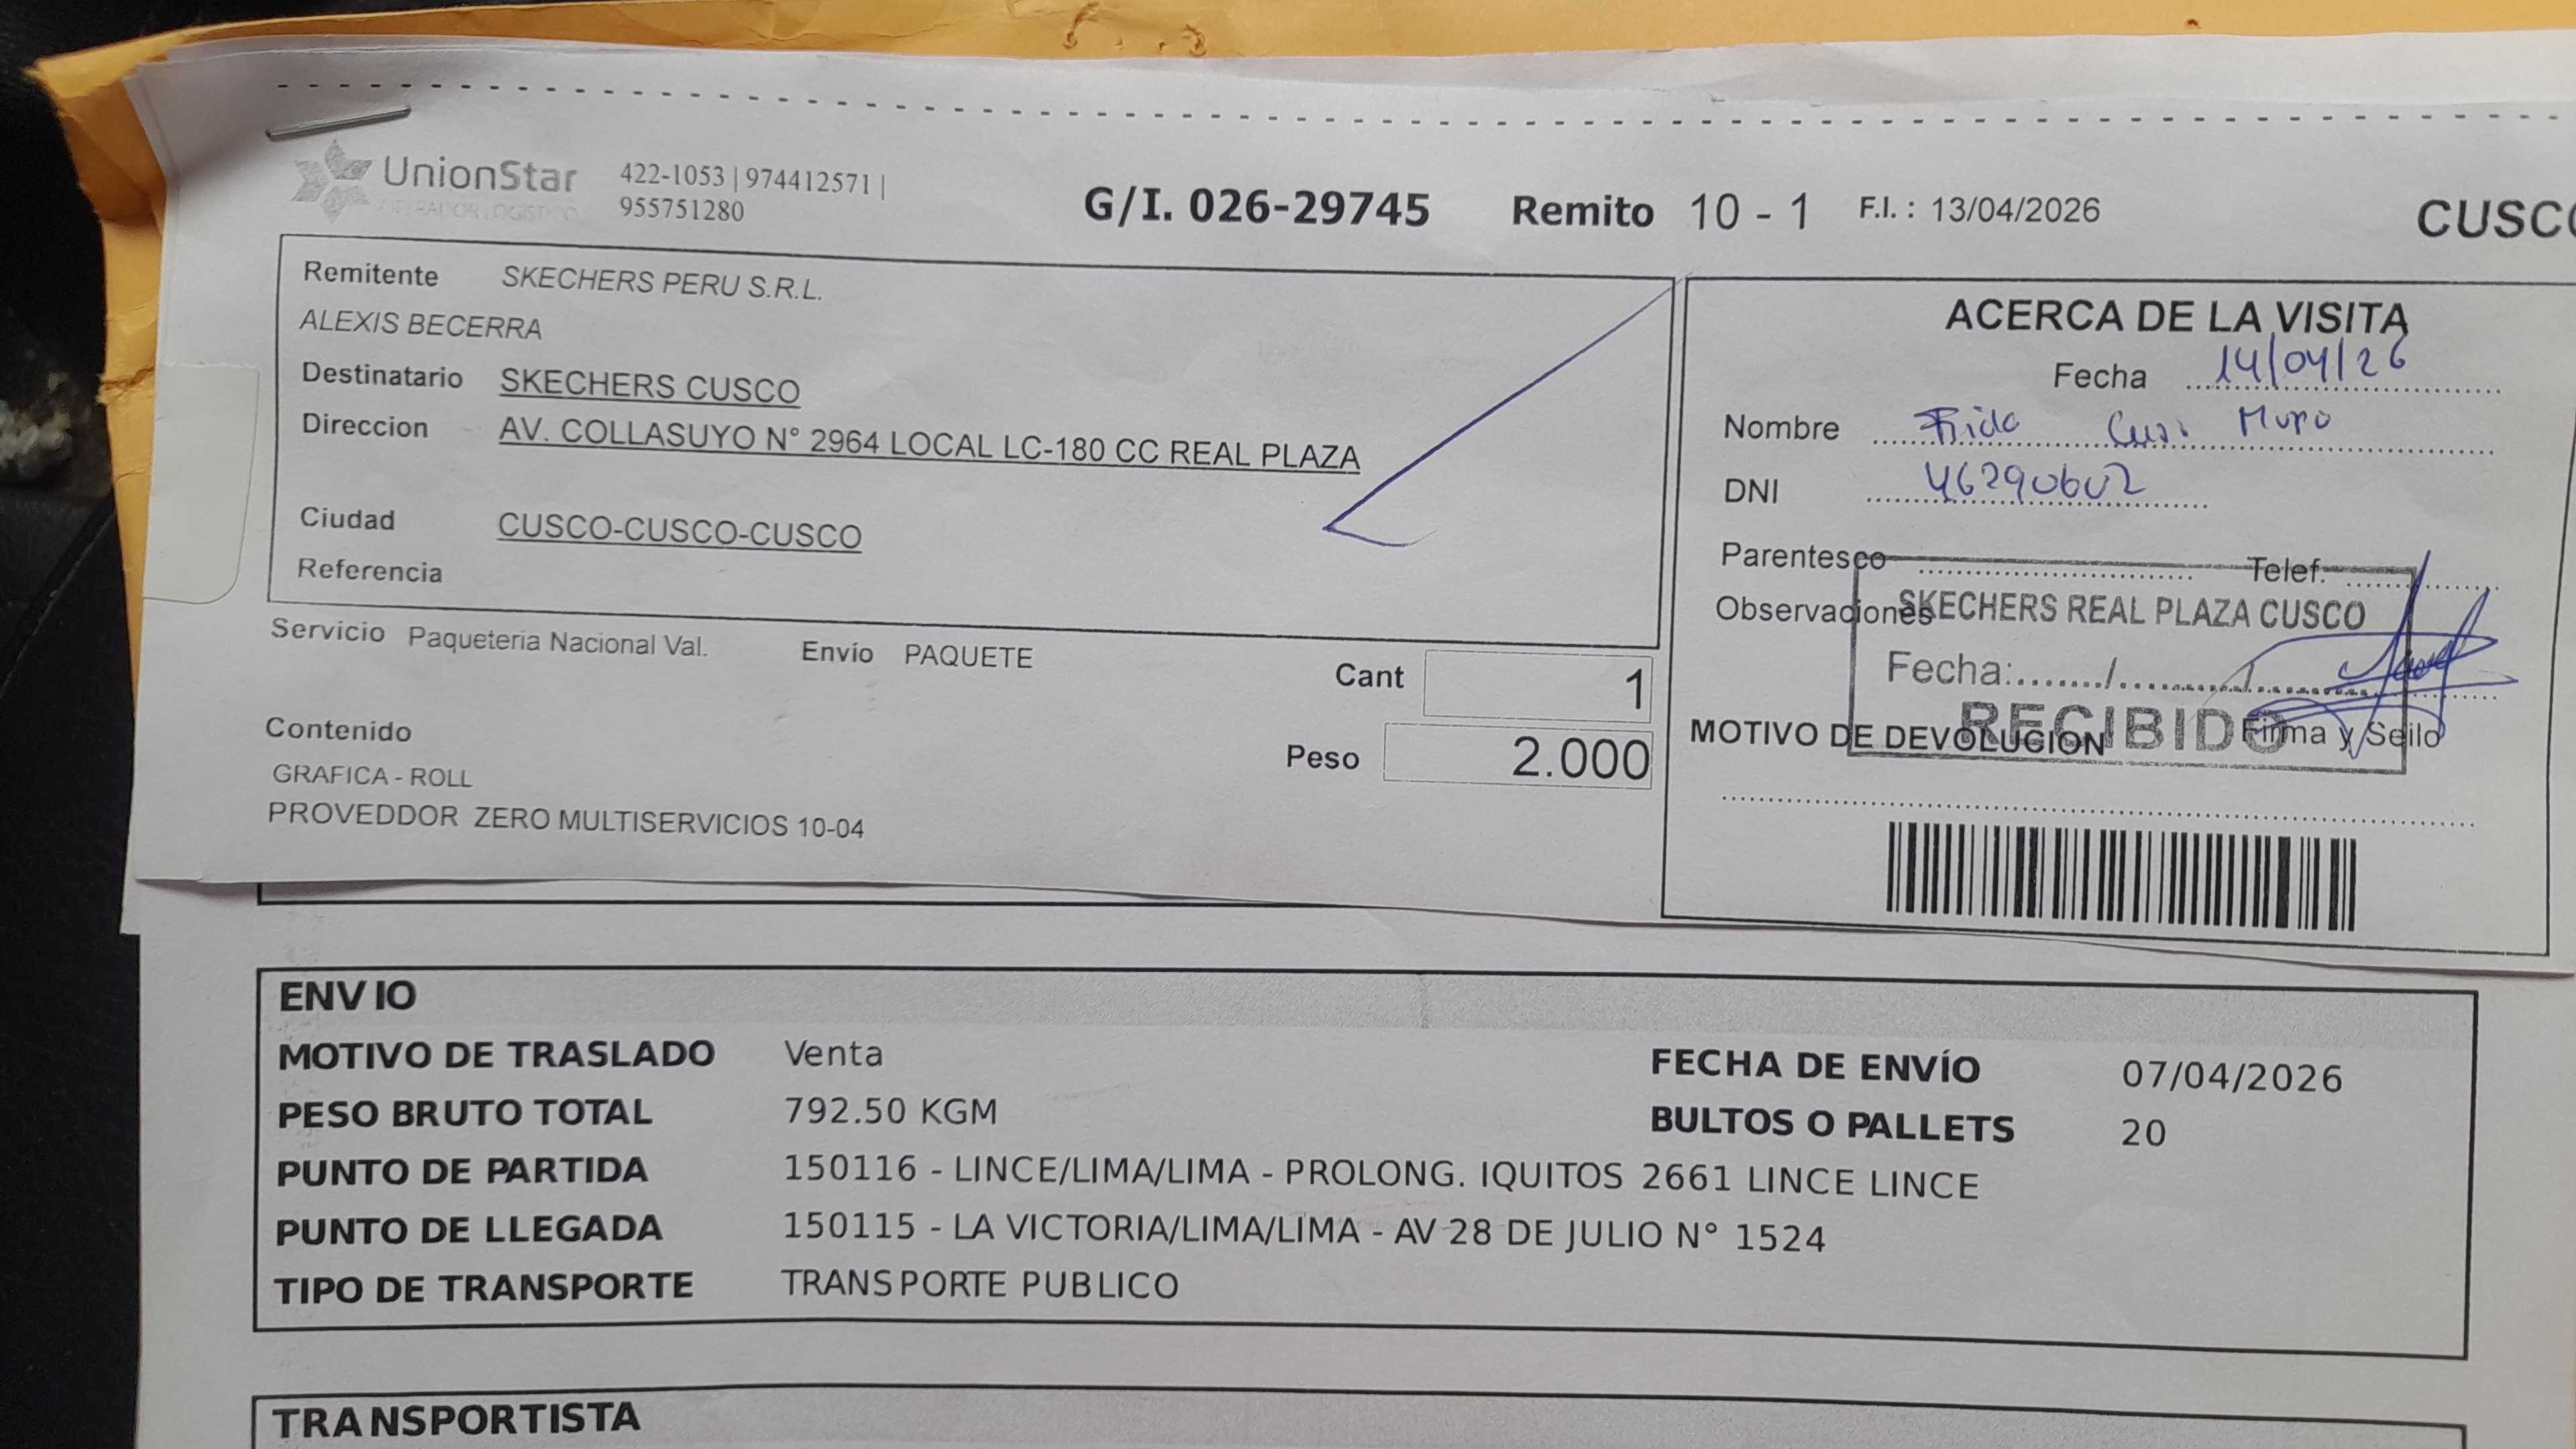 UnionStar
OPERADOR LOGISTICO
422-1053 | 974412571 |
955751280
G/I. 026-29745 Remito 10 - 1 F.I. : 13/04/2026
Remitente SKECHERS PERU S.R.L.
ALEXIS BECERRA
Destinatario SKECHERS CUSCO
Direccion AV. COLLASUYO N° 2964 LOCAL LC-180 CC REAL PLAZA
Ciudad CUSCO-CUSCO-CUSCO
Referencia
Servicio Paqueteria Nacional Val. Envío PAQUETE
Cant 1
Peso 2.000
Contenido
GRAFICA - ROLL
PROVEDDOR ZERO MULTISERVICIOS 10-04
ACERCA DE LA VISITA
Fecha 14/04/26
Nombre Frida Muro
DNI 46290602
Parentesco Telef.
Observaciones
SKECHERS REAL PLAZA CUSCO
Fecha:......./........../
RECIBIDO
Firma y Sello
MOTIVO DE DEVOLUCION
ENVIO
MOTIVO DE TRASLADO Venta FECHA DE ENVÍO 07/04/2026
PESO BRUTO TOTAL 792.50 KGM BULTOS O PALLETS 20
PUNTO DE PARTIDA 150116 - LINCE/LIMA/LIMA - PROLONG. IQUITOS 2661 LINCE LINCE
PUNTO DE LLEGADA 150115 - LA VICTORIA/LIMA/LIMA - AV 28 DE JULIO N° 1524
TIPO DE TRANSPORTE TRANSPORTE PUBLICO
TRANSPORTISTA